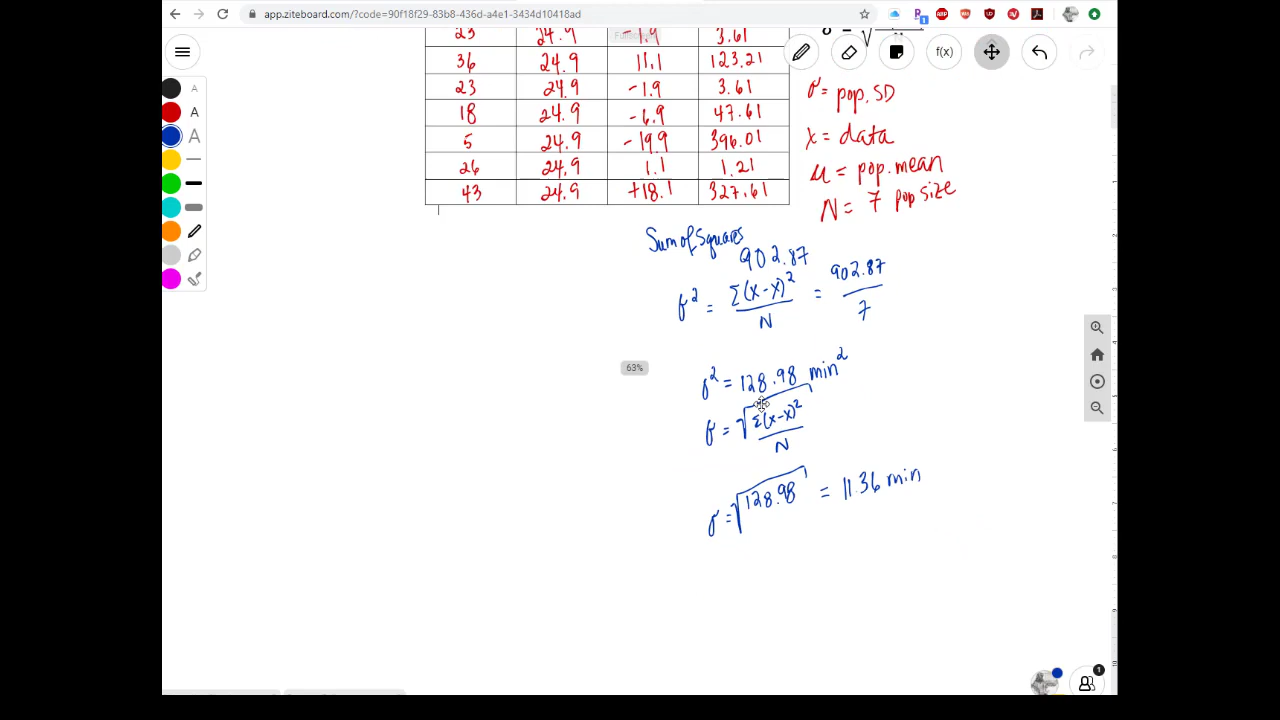 app.ziteboard.com/?code=90f18f29-83b8-436d-a4e1-3434d10418ad
f(x)
A
A
A
23 24.9 -1.9 3.61
36 24.9 11.1 123.21
23 24.9 -1.9 3.61
18 24.9 -6.9 47.61
5 24.9 -19.9 396.01
26 24.9 1.1 1.21
43 24.9 +18.1 327.61
σ = pop. SD
x = data
μ = pop. mean
N = 7 pop size
Sum of Squares
902.87
σ² = Σ(x-x)²/N = 902.87/7
σ² = 128.98 min²
σ = √Σ(x-x)²/N
σ = √128.98 = 11.36 min
63%
1